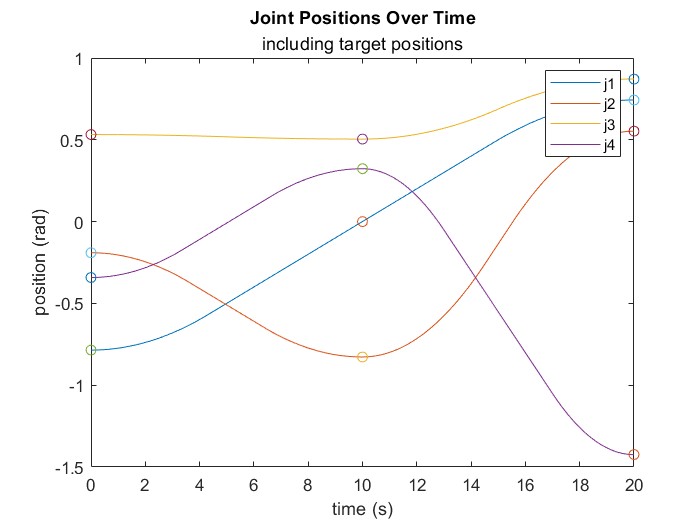 Joint Positions Over Time
including target positions
1
0.5
0
-0.5
-1
-1.5
position (rad)
j1
j2
j3
j4
0 2 4 6 8 10 12 14 16 18 20
time (s)